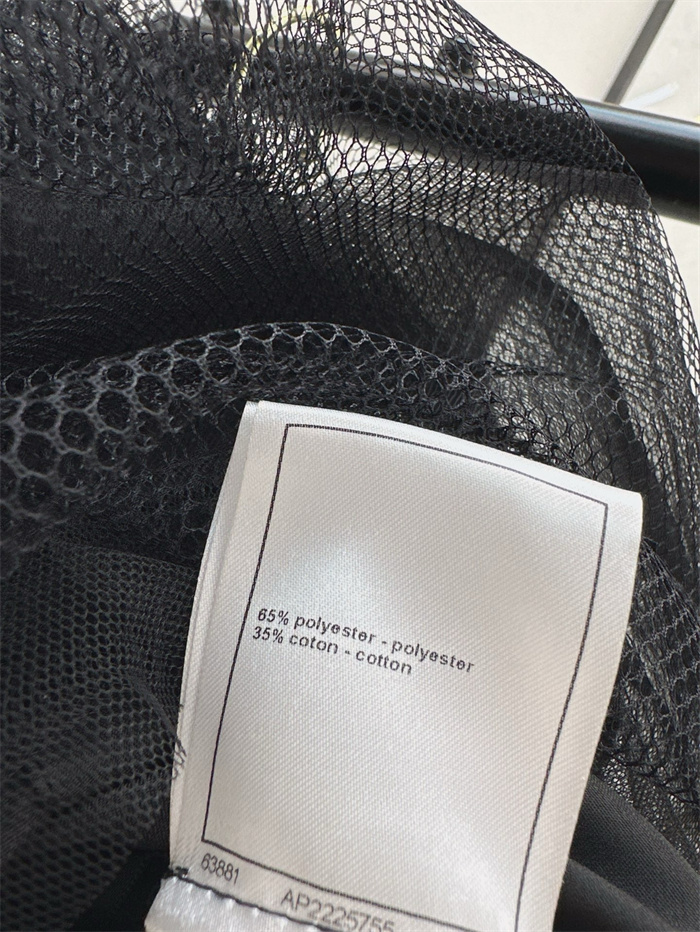 65% polyester - polyester
35% coton - cotton
63881
AP2225755